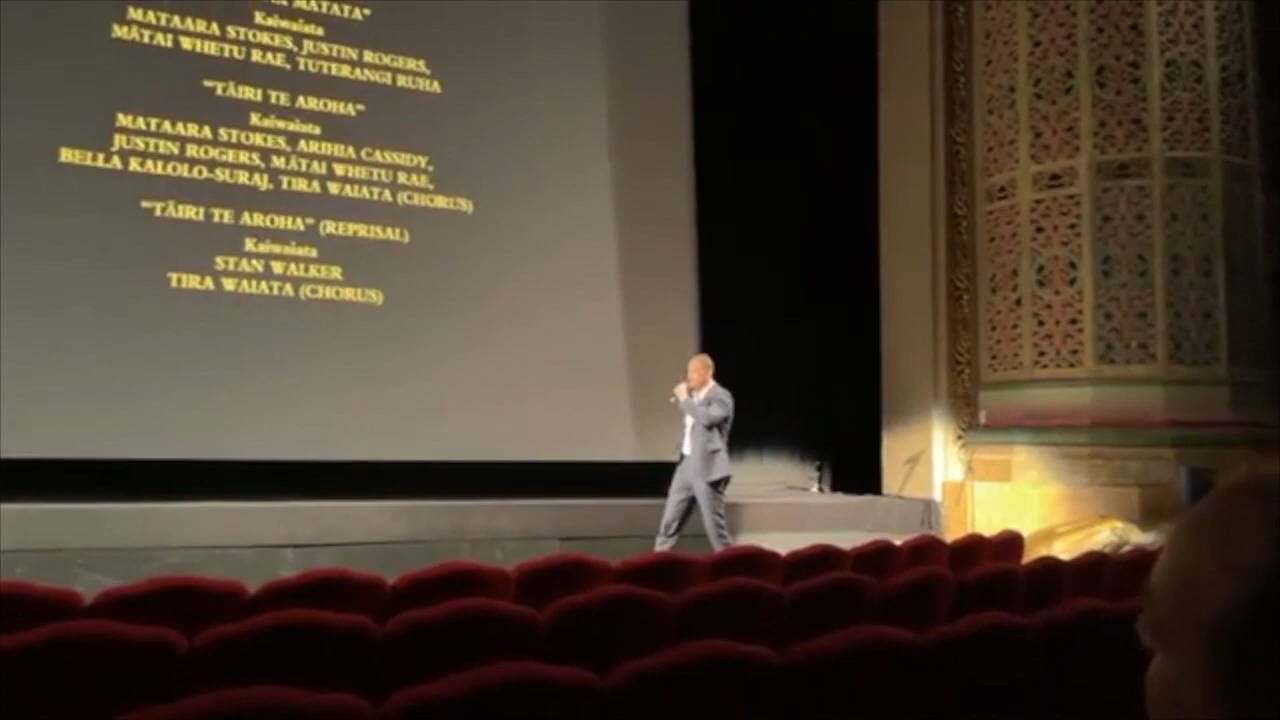 MATATA"
Kaiwaiata
MATAARA STOKES, JUSTIN ROGERS,
MĀTAI WHETU RAE, TUTERANGI RUHA
"TĀIRI TE AROHA"
Kaiwaiata
MATAARA STOKES, ARIHIA CASSIDY,
JUSTIN ROGERS, MĀTAI WHETU RAE,
BELLA KALOLO-SURAJ, TIRA WAIATA (CHORUS)
"TĀIRI TE AROHA" (REPRISAL)
Kaiwaiata
STAN WALKER
TIRA WAIATA (CHORUS)